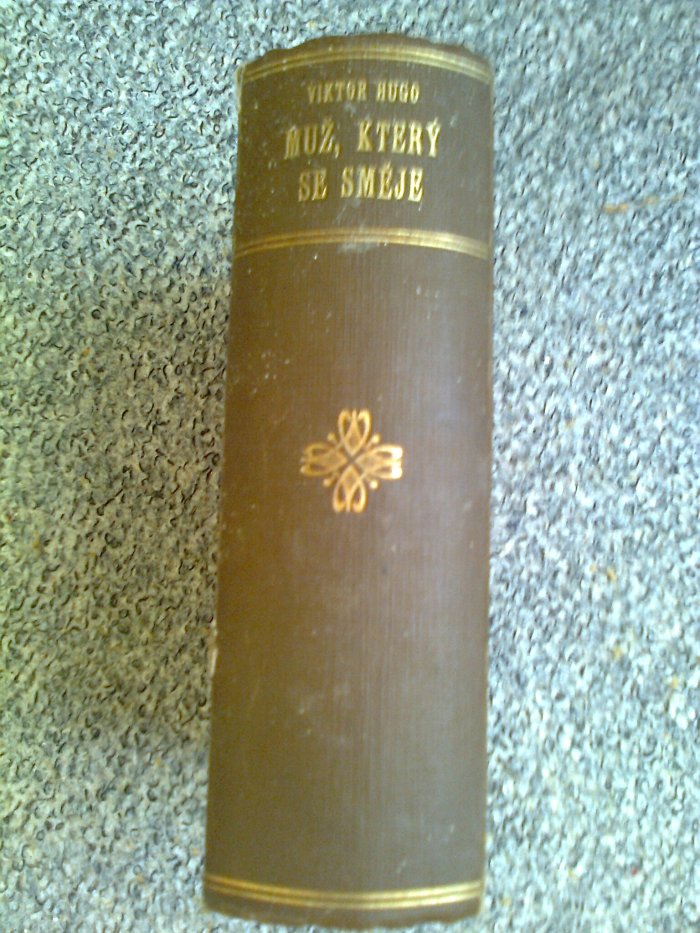 VIKTOR HUGO
MUŽ, KTERÝ
SE SMĚJE